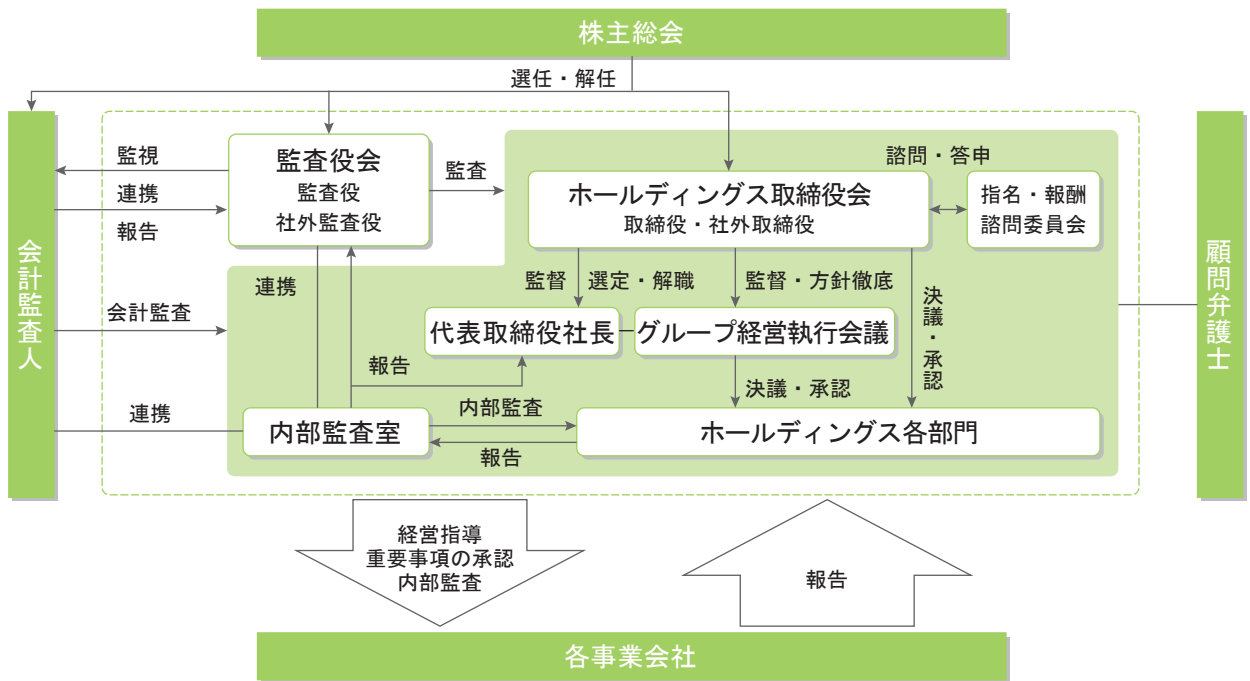 株主総会
選任・解任
会計監査人
監視
連携
報告
会計監査
連携
監査役会
監査役
社外監査役
監査
ホールディングス取締役会
取締役・社外取締役
諮問・答申
指名・報酬
諮問委員会
顧問弁護士
連携
監督
選定・解職
監督・方針徹底
決議・承認
代表取締役社長
グループ経営執行会議
報告
決議・承認
内部監査室
内部監査
報告
ホールディングス各部門
経営指導
重要事項の承認
内部監査
報告
各事業会社